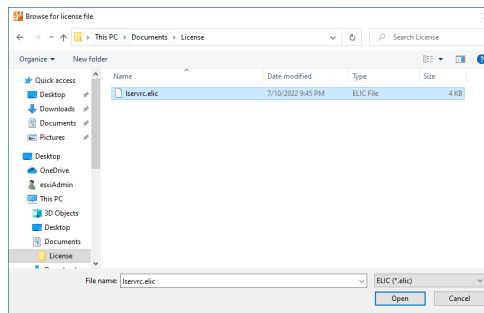 Browse for license file
This PC > Documents > License
Search License
Organize
New folder
Name
Date modified
Type
Size
lservrc.elic
7/10/2022 9:45 PM
ELIC File
4 KB
Quick access
Desktop
Downloads
Documents
Pictures
Desktop
OneDrive
esxiAdmin
This PC
3D Objects
Desktop
Documents
License
File name:
lservrc.elic
ELIC (*.elic)
Open
Cancel